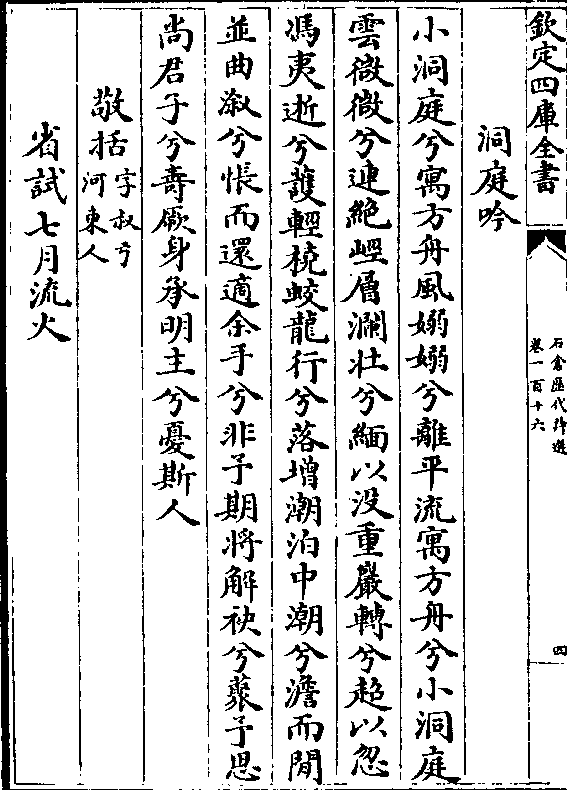 欽定四庫全書
石倉歷代詩選
卷一百十六
四
洞庭吟
小洞庭兮寓方舟風嫋嫋兮離平流寓方舟兮小洞庭
雲微微兮連絶崿層瀾壯兮緬以没重巖轉兮超以忽
馮夷逝兮護輕橈蛟龍行兮落增潮泊中潮兮澹而閒
並曲溆兮悵而還適余手兮非子期將解袂兮䕺予思
尚君子兮壽厥身承明主兮憂斯人
敬括字叔弓
河東人
省試七月流火